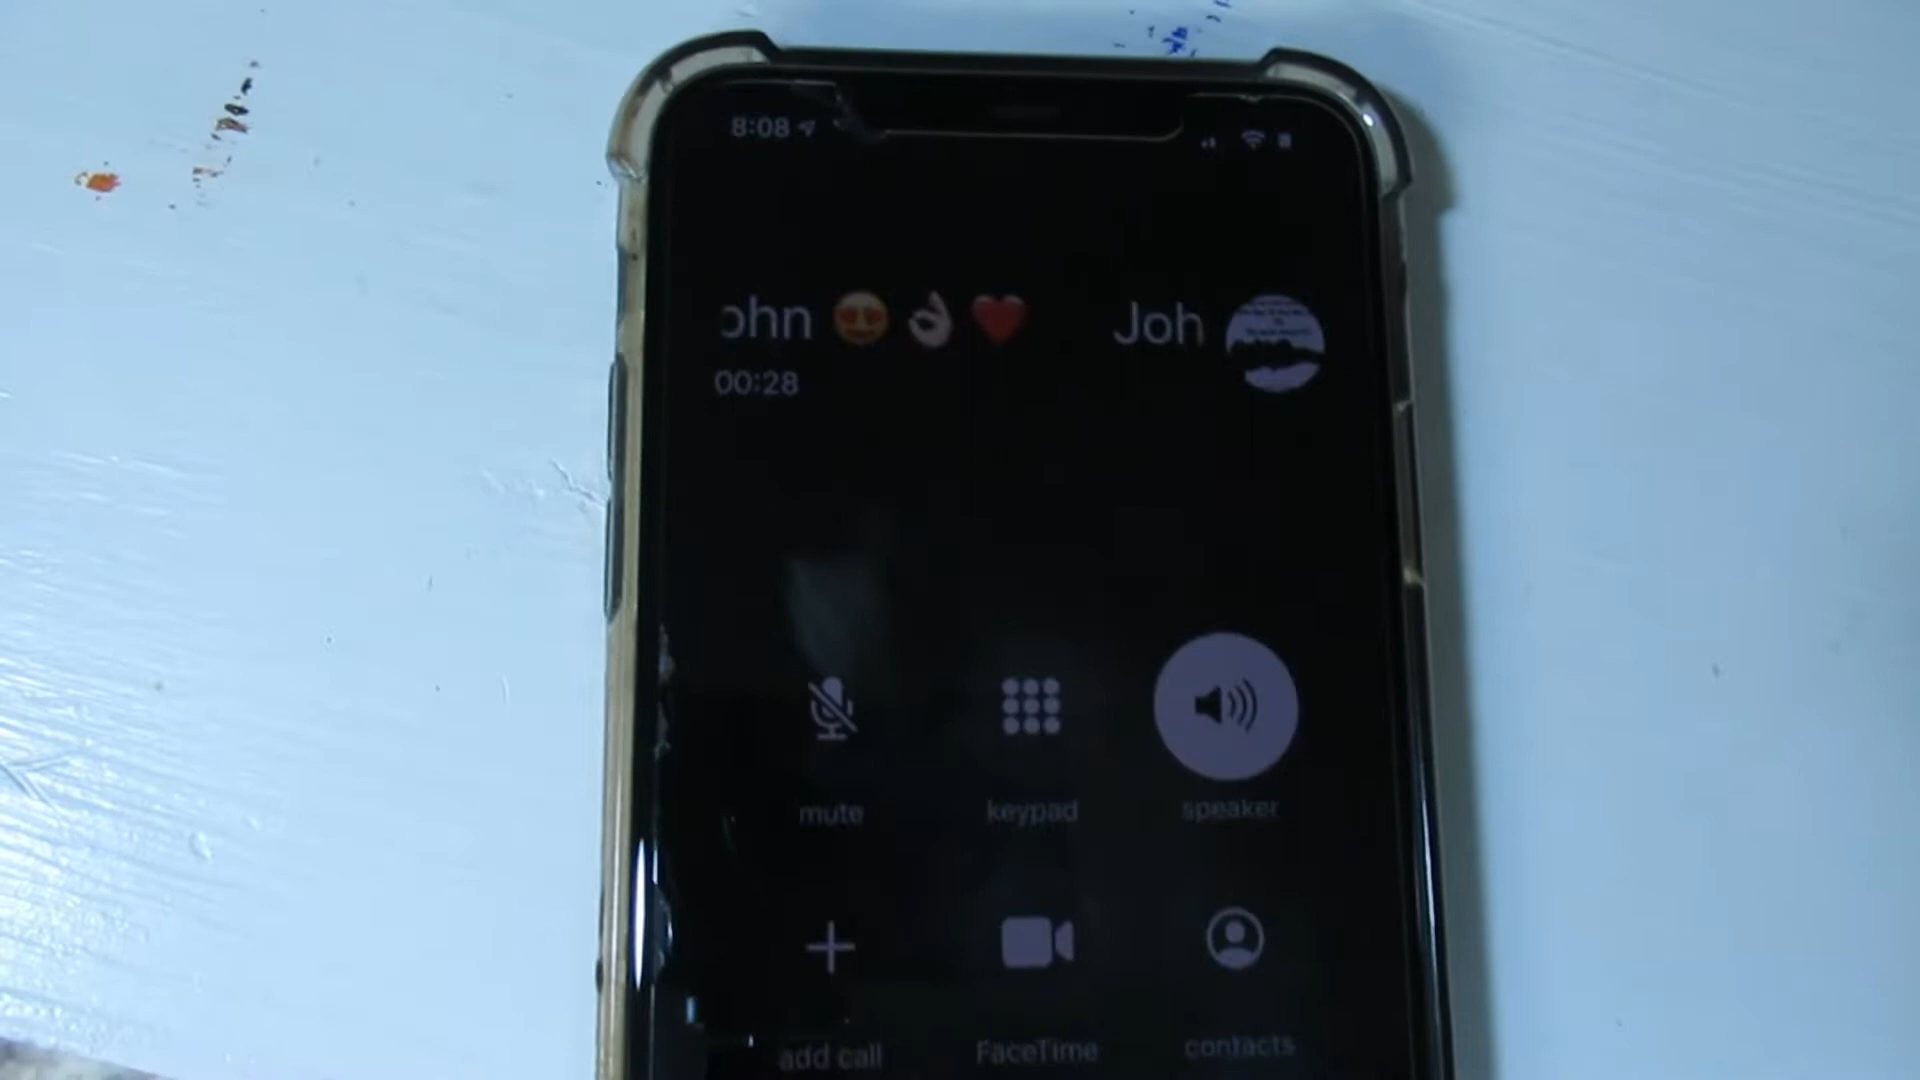 8:08
ohn 😍 👌🏻 ❤️ Joh
00:28
mute keypad speaker
add call FaceTime contacts